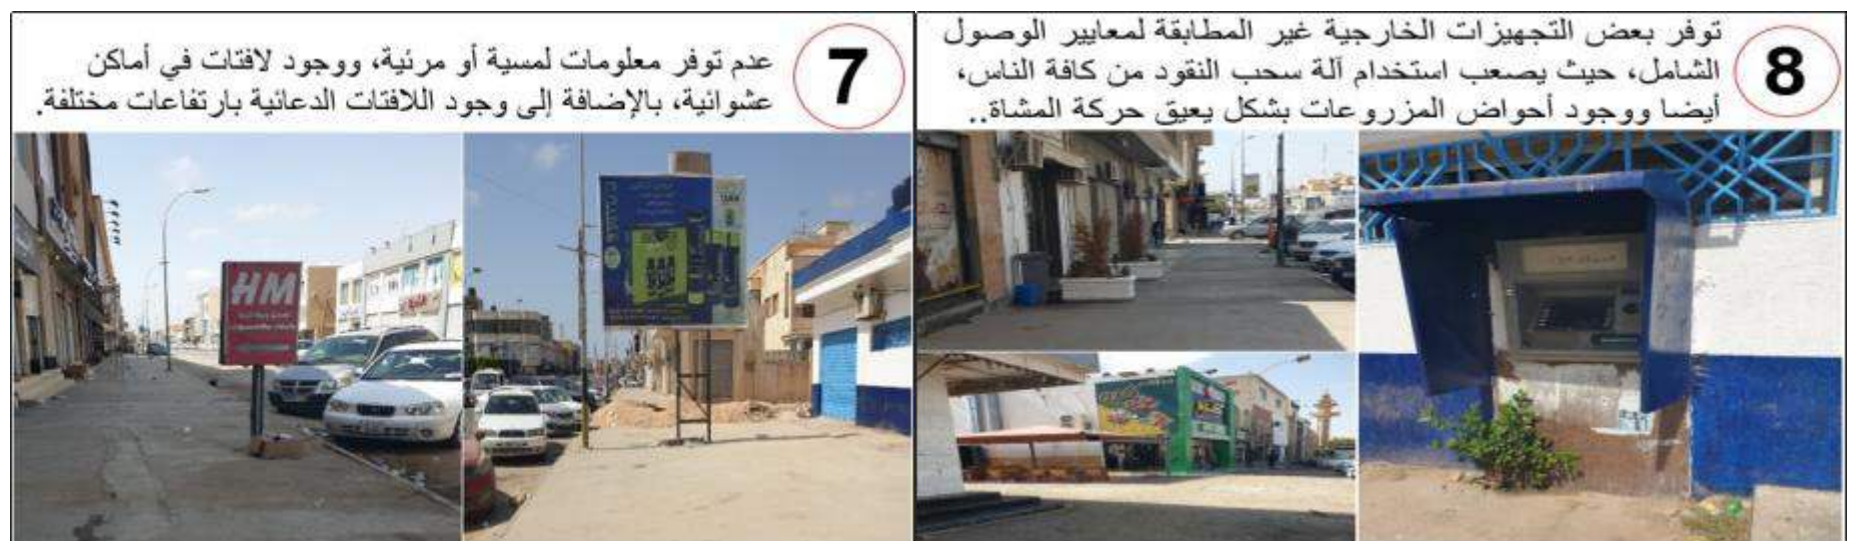 7
عدم توفر معلومات لمسية أو مرئية، ووجود لافتات في أماكن
عشوائية، بالإضافة إلى وجود اللافتات الدعائية بارتفاعات مختلفة.
HM
8
توفر بعض التجهيزات الخارجية غير المطابقة لمعايير الوصول
الشامل، حيث يصعب استخدام آلة سحب النقود من كافة الناس،
أيضا ووجود أحواض المزروعات بشكل يعيق حركة المشاة..